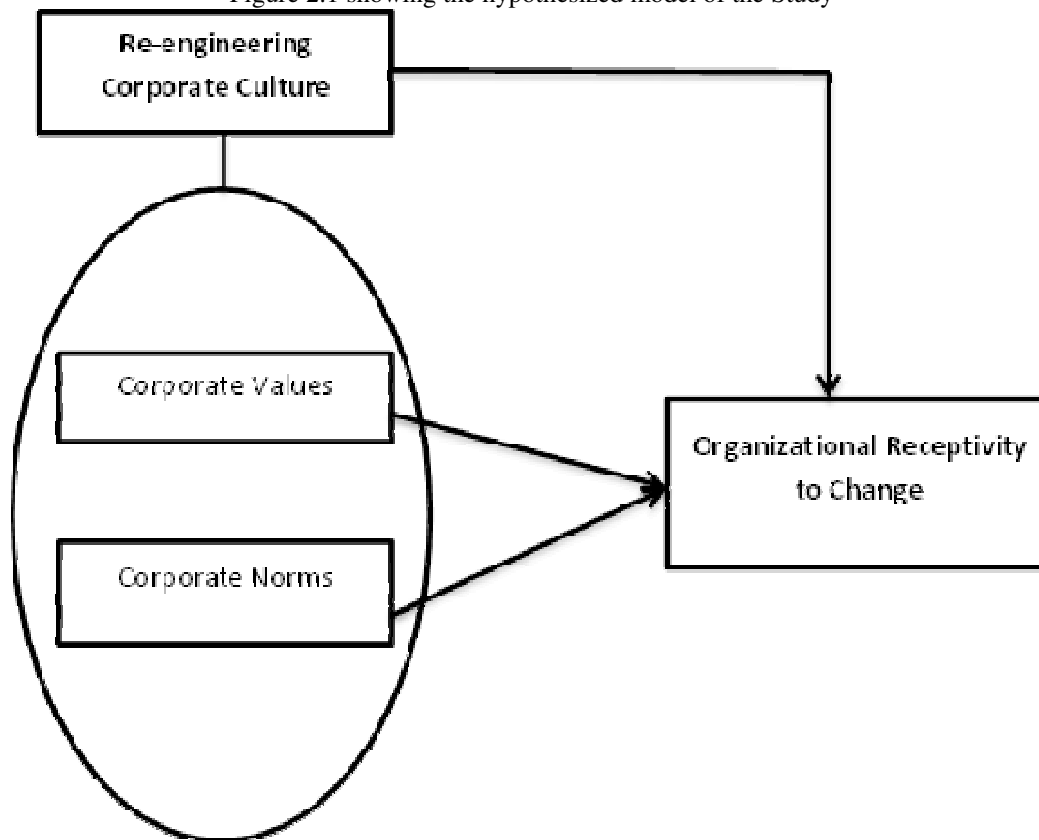 Figure 2.1 showing the hypothesized model of the Study
Re-engineering
Corporate Culture
Corporate Values
Organizational Receptivity
to Change
Corporate Norms